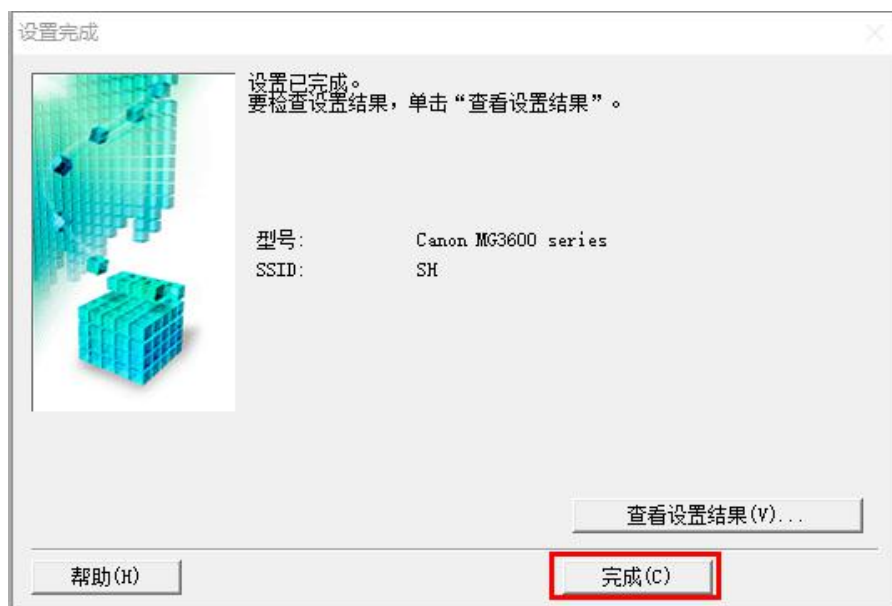 设置完成
设置已完成。
要检查设置结果，单击“查看设置结果”。
型号: Canon MG3600 series
SSID: SH
查看设置结果(V)...
帮助(H)
完成(C)